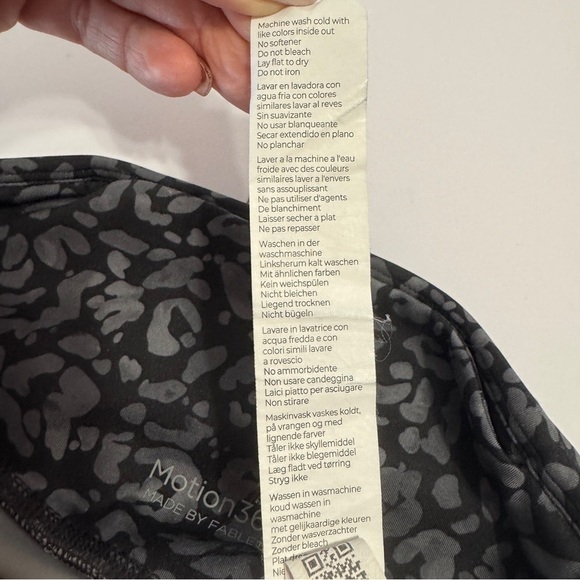 Machine wash cold with
like colors inside out
No softener
Do not bleach
Lay flat to dry
Do not iron
Lavar en lavadora con
agua fria con colores
similares lavar al reves
Sin suavizante
No usar blanqueante
Secar extendido en plano
No planchar
Laver a la machine a l'eau
froide avec des couleurs
similaires laver a l'envers
sans assouplissant
Ne pas utiliser d'agents
De blanchiment
Laisser secher a plat
Ne pas repasser
Waschen in der
waschmaschine
Linksherum kalt waschen
Mit ähnlichen farben
Kein weichspülen
Nicht bleichen
Liegend trocknen
Nicht bügeln
Lavare in lavatrice con
acqua fredda e con
colori simili lavare
a rovescio
No ammorbidente
Non usare candeggina
Laici piatto per asciugare
Non stirare
Maskinvask vaskes koldt,
på vrangen og med
lignende farver
Tåler ikke skyllemiddel
Tåler ikke blegemiddel
Læg fladt ved tørring
Stryg ikke
Wassen in wasmachine
koud wassen in
wasmachine
met gelijkaardige kleuren
Zonder wasverzachter
Zonder bleach
Plat
Motion36
MADE BY FABLE